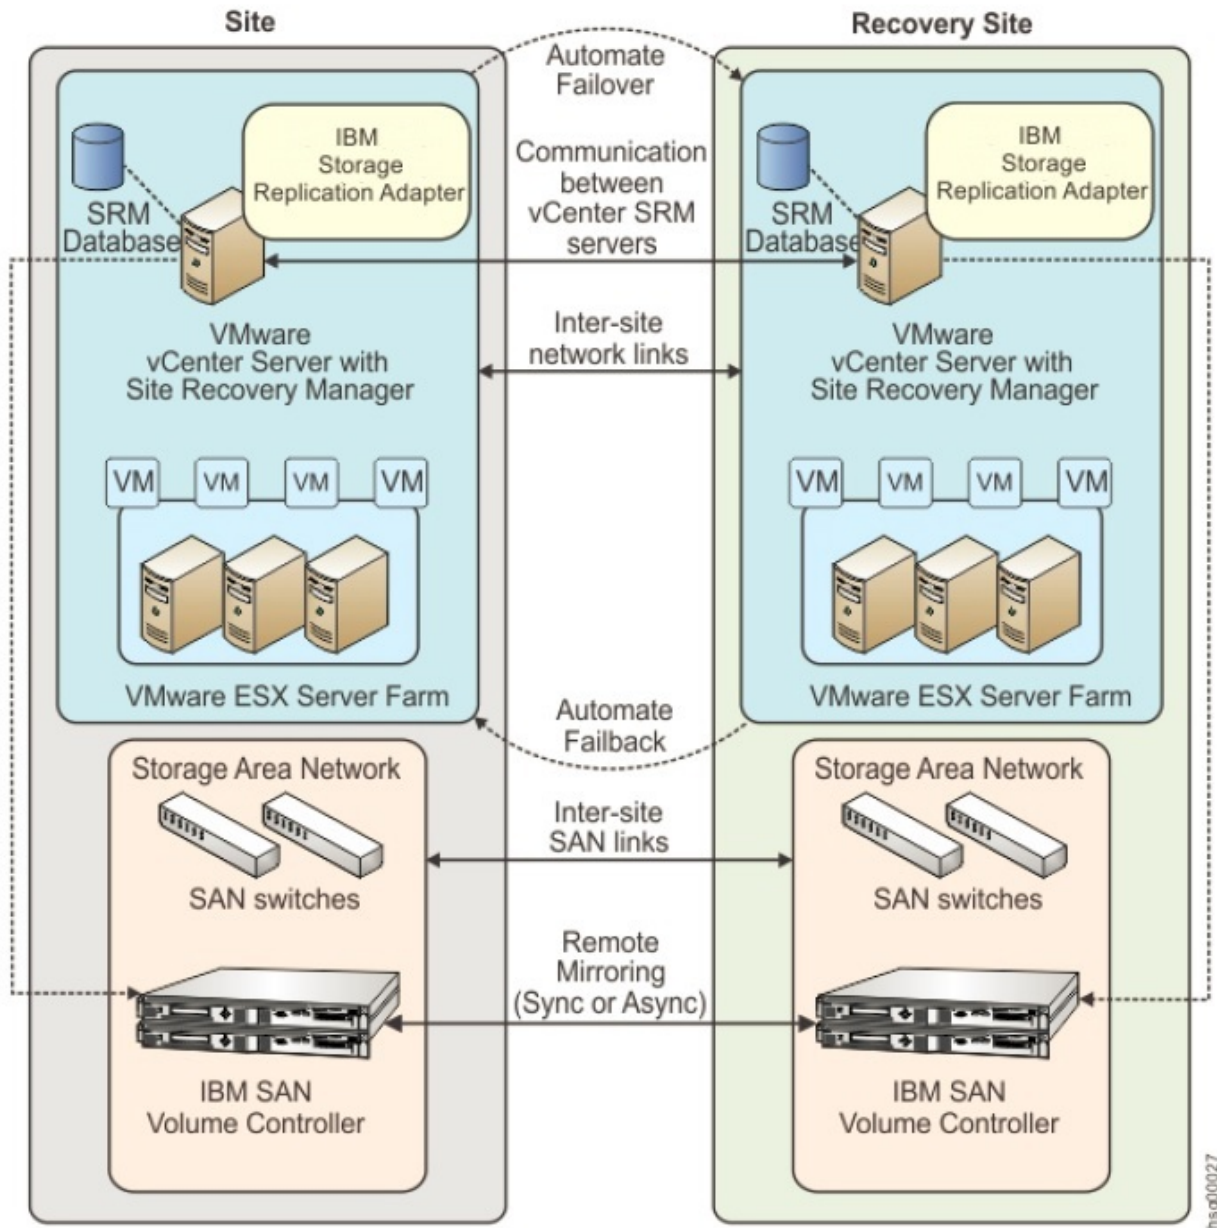 Site
Recovery Site
Automate
Failover
IBM
Storage
Replication Adapter
SRM
Database
Communication
between
vCenter SRM
servers
IBM
Storage
Replication Adapter
SRM
Database
VMware
vCenter Server with
Site Recovery Manager
Inter-site
network links
VMware
vCenter Server with
Site Recovery Manager
VM
VM
VM
VM
VM
VM
VM
VM
VMware ESX Server Farm
VMware ESX Server Farm
Automate
Failback
Storage Area Network
SAN switches
Inter-site
SAN links
Storage Area Network
SAN switches
Remote
Mirroring
(Sync or Async)
IBM SAN
Volume Controller
IBM SAN
Volume Controller